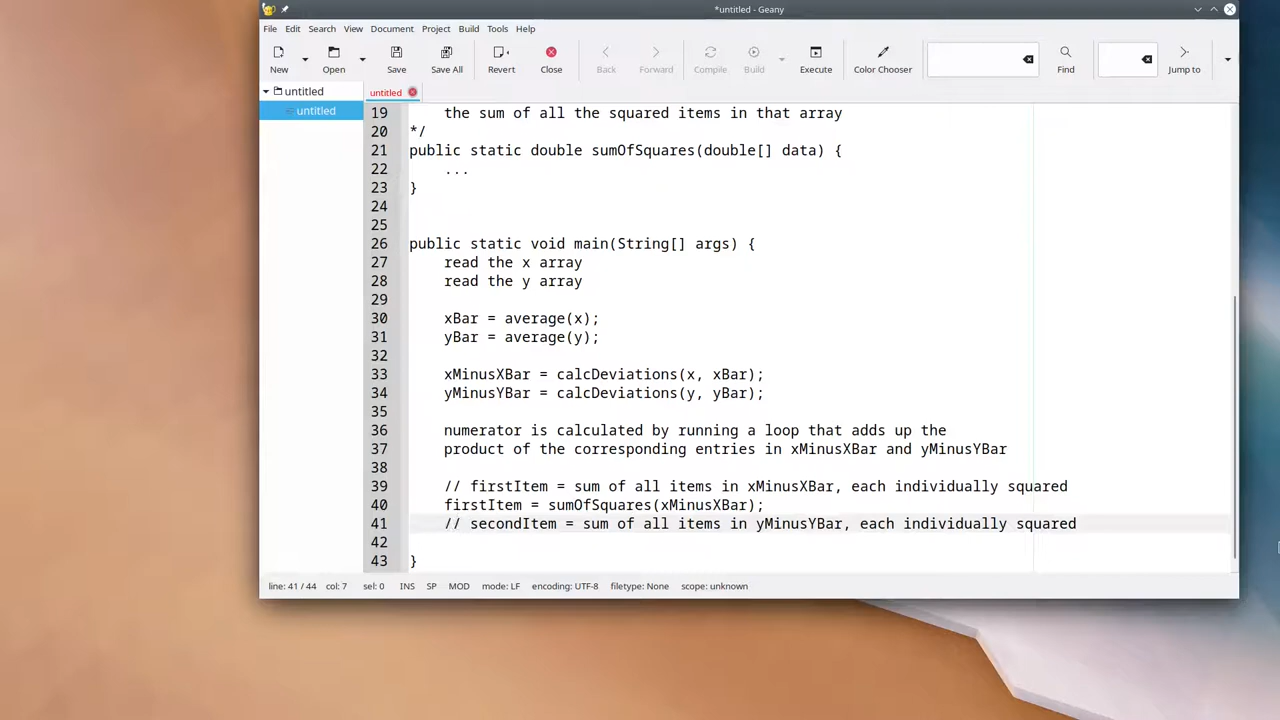 *untitled - Geany
File Edit Search View Document Project Build Tools Help
New Open Save Save All Revert Close Back Forward Compile Build Execute Color Chooser Find Jump to
untitled
untitled
untitled
19 the sum of all the squared items in that array
20 */
21 public static double sumOfSquares(double[] data) {
22 ...
23 }
24
25
26 public static void main(String[] args) {
27 read the x array
28 read the y array
29
30 xBar = average(x);
31 yBar = average(y);
32
33 xMinusXBar = calcDeviations(x, xBar);
34 yMinusYBar = calcDeviations(y, yBar);
35
36 numerator is calculated by running a loop that adds up the
37 product of the corresponding entries in xMinusXBar and yMinusYBar
38
39 // firstItem = sum of all items in xMinusXBar, each individually squared
40 firstItem = sumOfSquares(xMinusXBar);
41 // secondItem = sum of all items in yMinusYBar, each individually squared
42
43 }
line: 41 / 44 col: 7 sel: 0 INS SP MOD mode: LF encoding: UTF-8 filetype: None scope: unknown